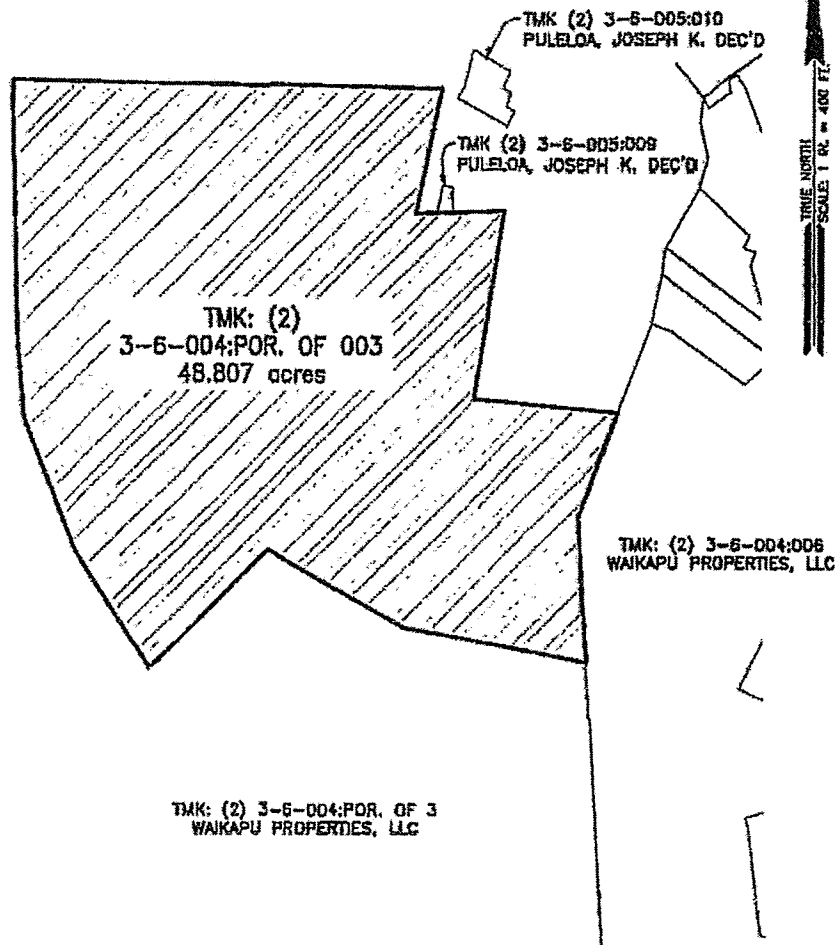 TMK (2) 3-6-005:010
PULELOA, JOSEPH K. DEC'D
TMK (2) 3-6-005:009
PULELOA, JOSEPH K. DEC'D
TRUE NORTH
SCALE: 1 in. = 400 FT.
TMK: (2)
3-6-004:POR. OF 003
48.807 acres
TMK: (2) 3-6-004:006
WAIKAPU PROPERTIES, LLC
TMK: (2) 3-6-004:POR. OF 3
WAIKAPU PROPERTIES, LLC